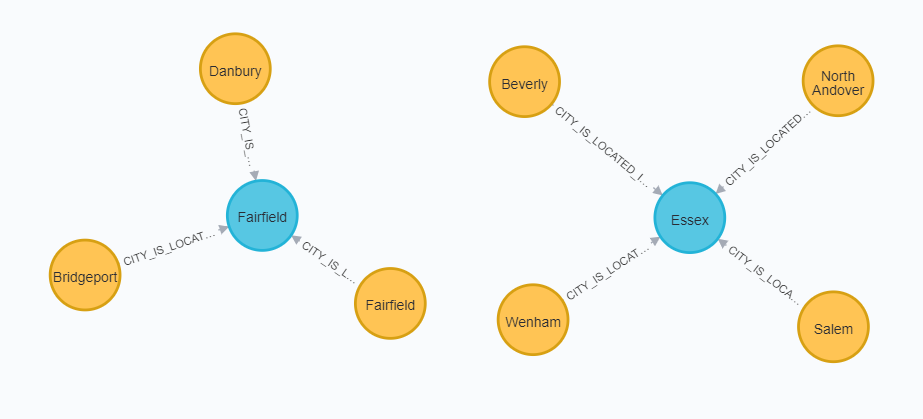 Danbury
CITY_IS_...
Fairfield
CITY_IS_LOCAT...
Bridgeport
CITY_IS_L...
Fairfield
Beverly
CITY_IS_LOCATED_I...
North
Andover
CITY_IS_LOCATED...
Essex
CITY_IS_LOCAT...
Wenham
CITY_IS_LOCA...
Salem